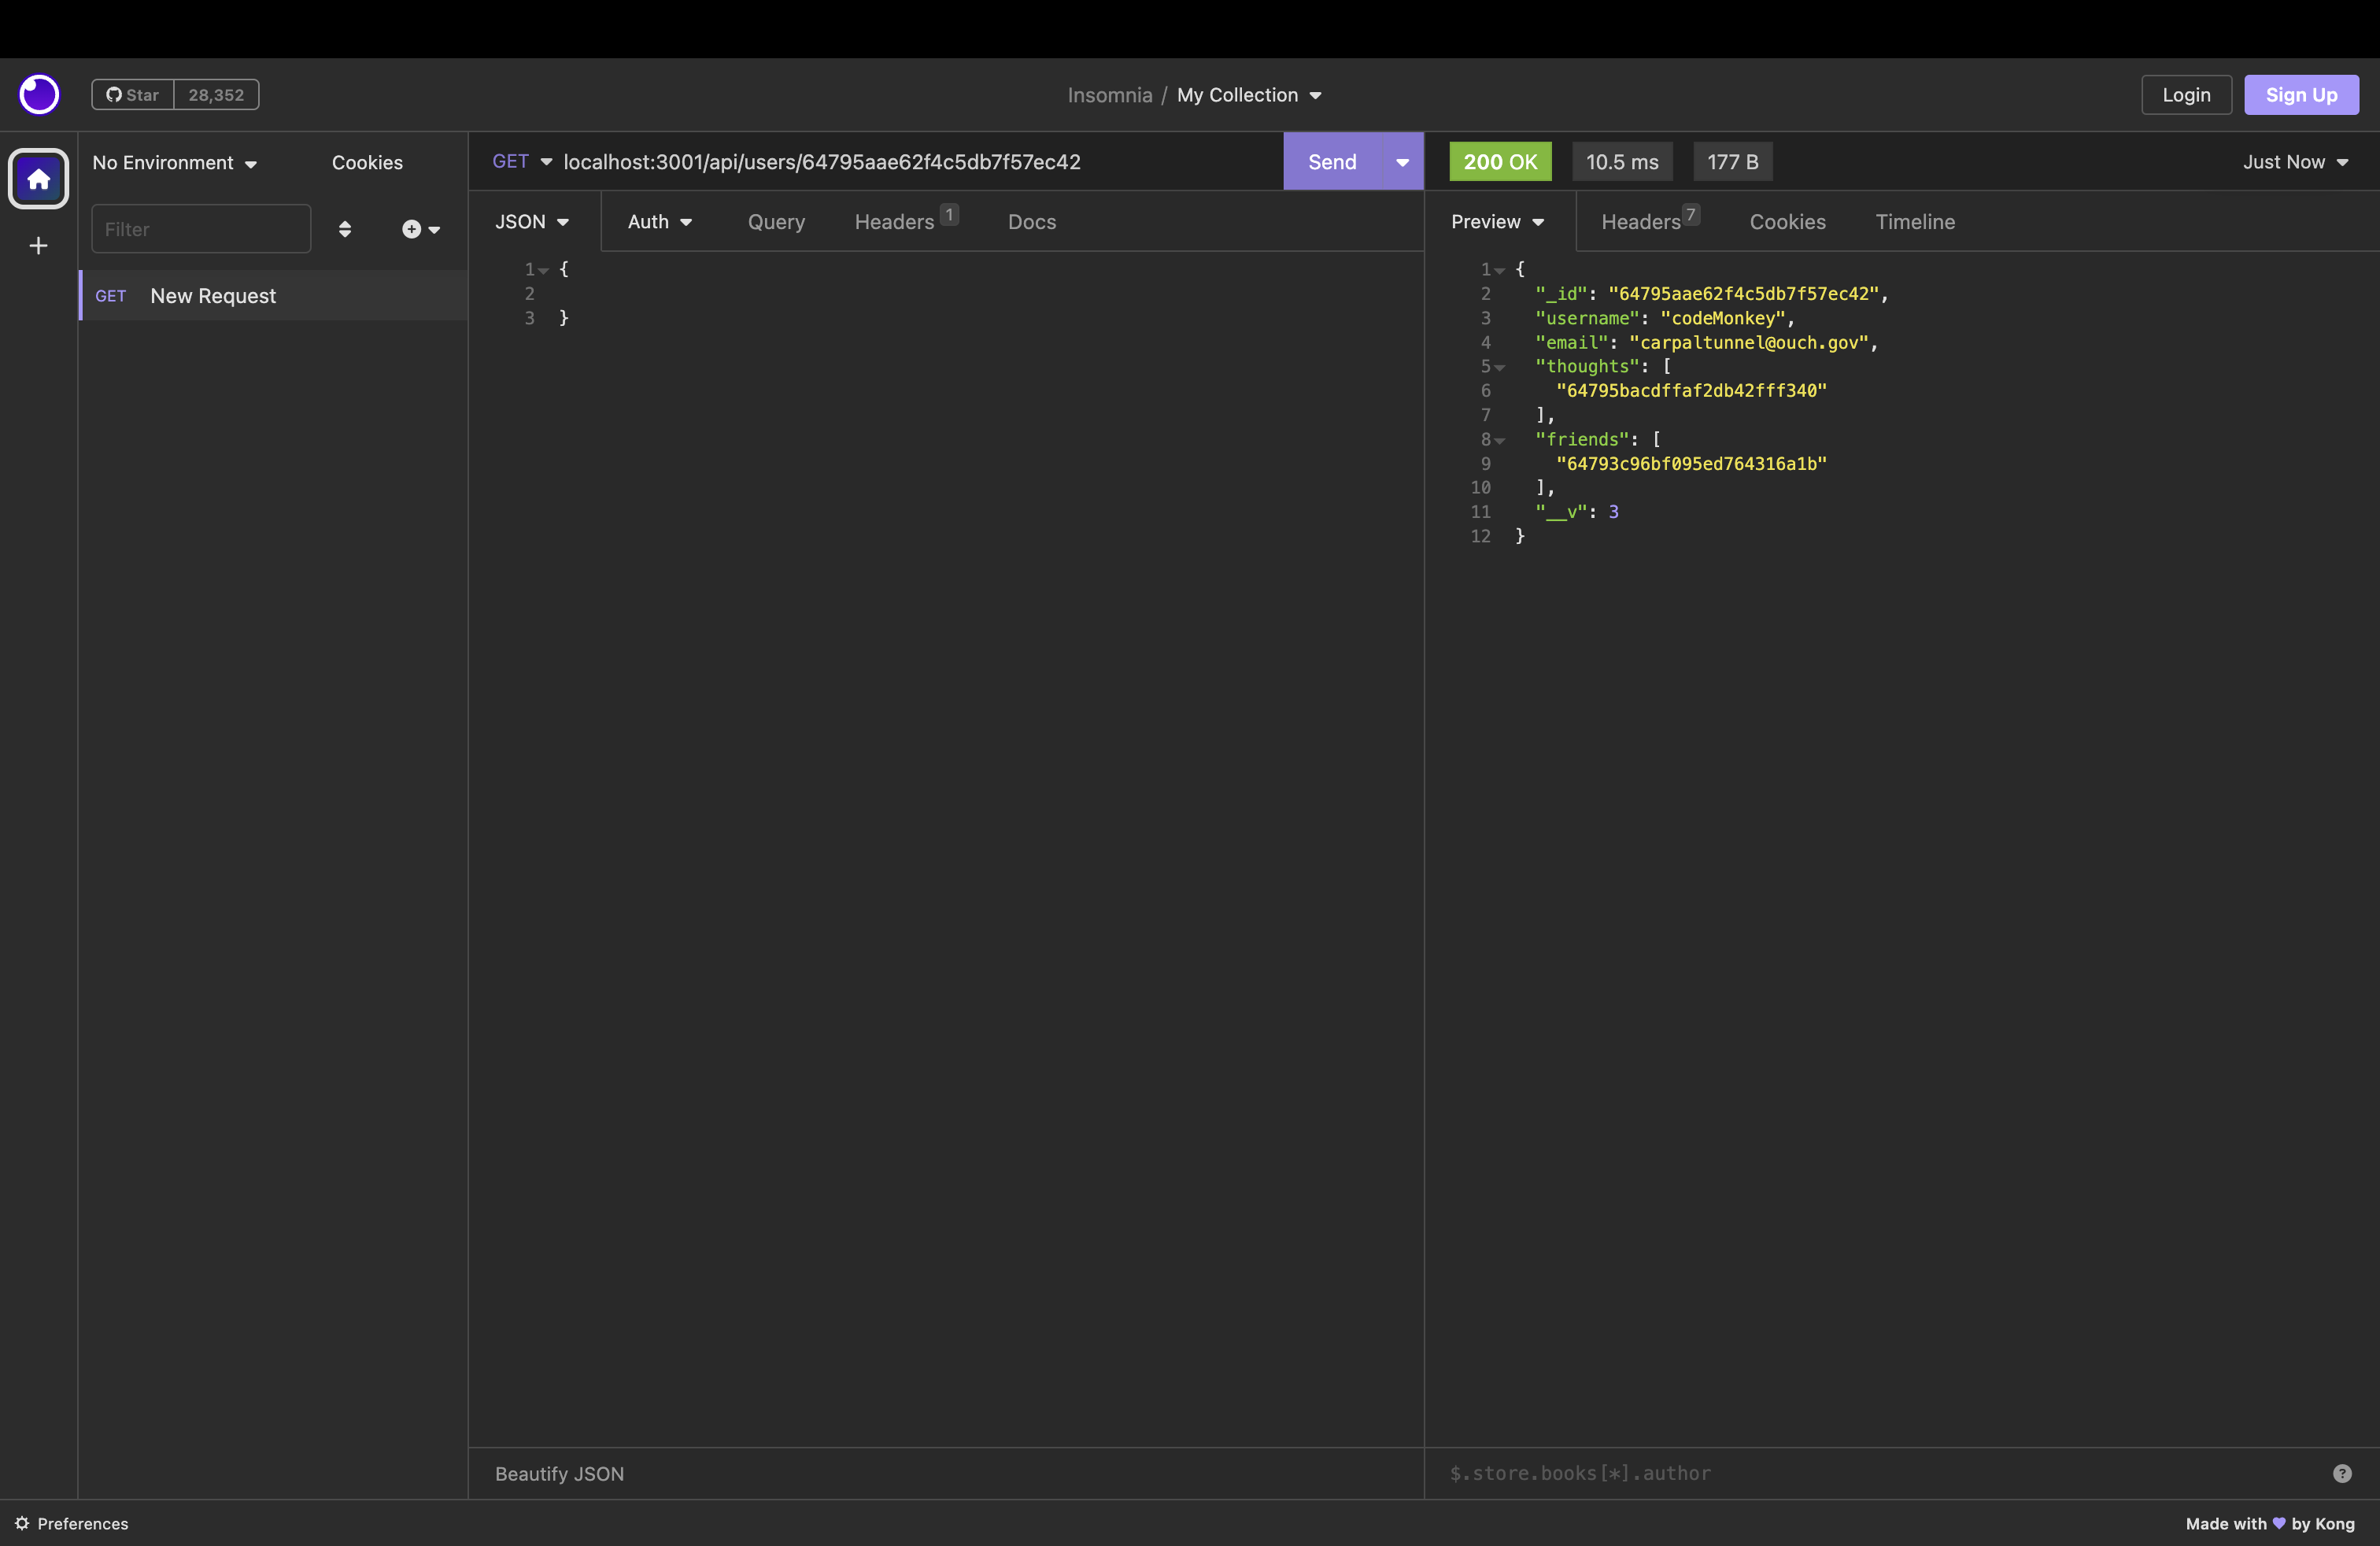 Star 28,352
Insomnia / My Collection
Login Sign Up
No Environment Cookies
GET localhost:3001/api/users/64795aae62f4c5db7f57ec42 Send
200 OK 10.5 ms 177 B Just Now
Filter
GET New Request
JSON Auth Query Headers 1 Docs
1 {
2
3 }
Beautify JSON
Preview Headers 7 Cookies Timeline
1 {
2 "_id": "64795aae62f4c5db7f57ec42",
3 "username": "codeMonkey",
4 "email": "carpaltunnel@ouch.gov",
5 "thoughts": [
6 "64795bacdffaf2db42fff340"
7 ],
8 "friends": [
9 "64793c96bf095ed764316a1b"
10 ],
11 "__v": 3
12 }
$.store.books[*].author
Preferences
Made with 💜 by Kong